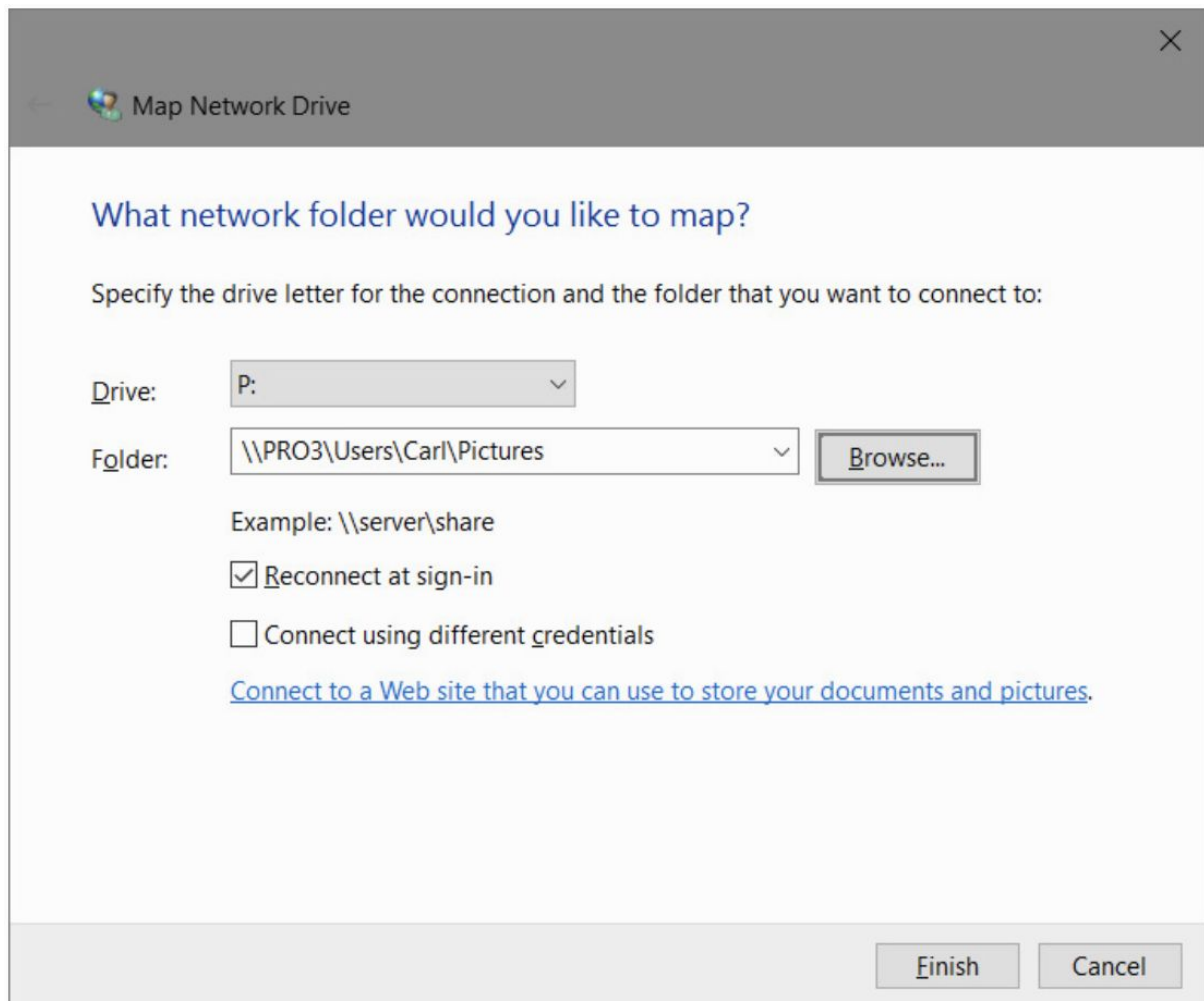 Map Network Drive
What network folder would you like to map?
Specify the drive letter for the connection and the folder that you want to connect to:
Drive: P:
Folder: \\PRO3\Users\Carl\Pictures Browse...
Example: \\server\share
Reconnect at sign-in
Connect using different credentials
Connect to a Web site that you can use to store your documents and pictures.
Finish Cancel